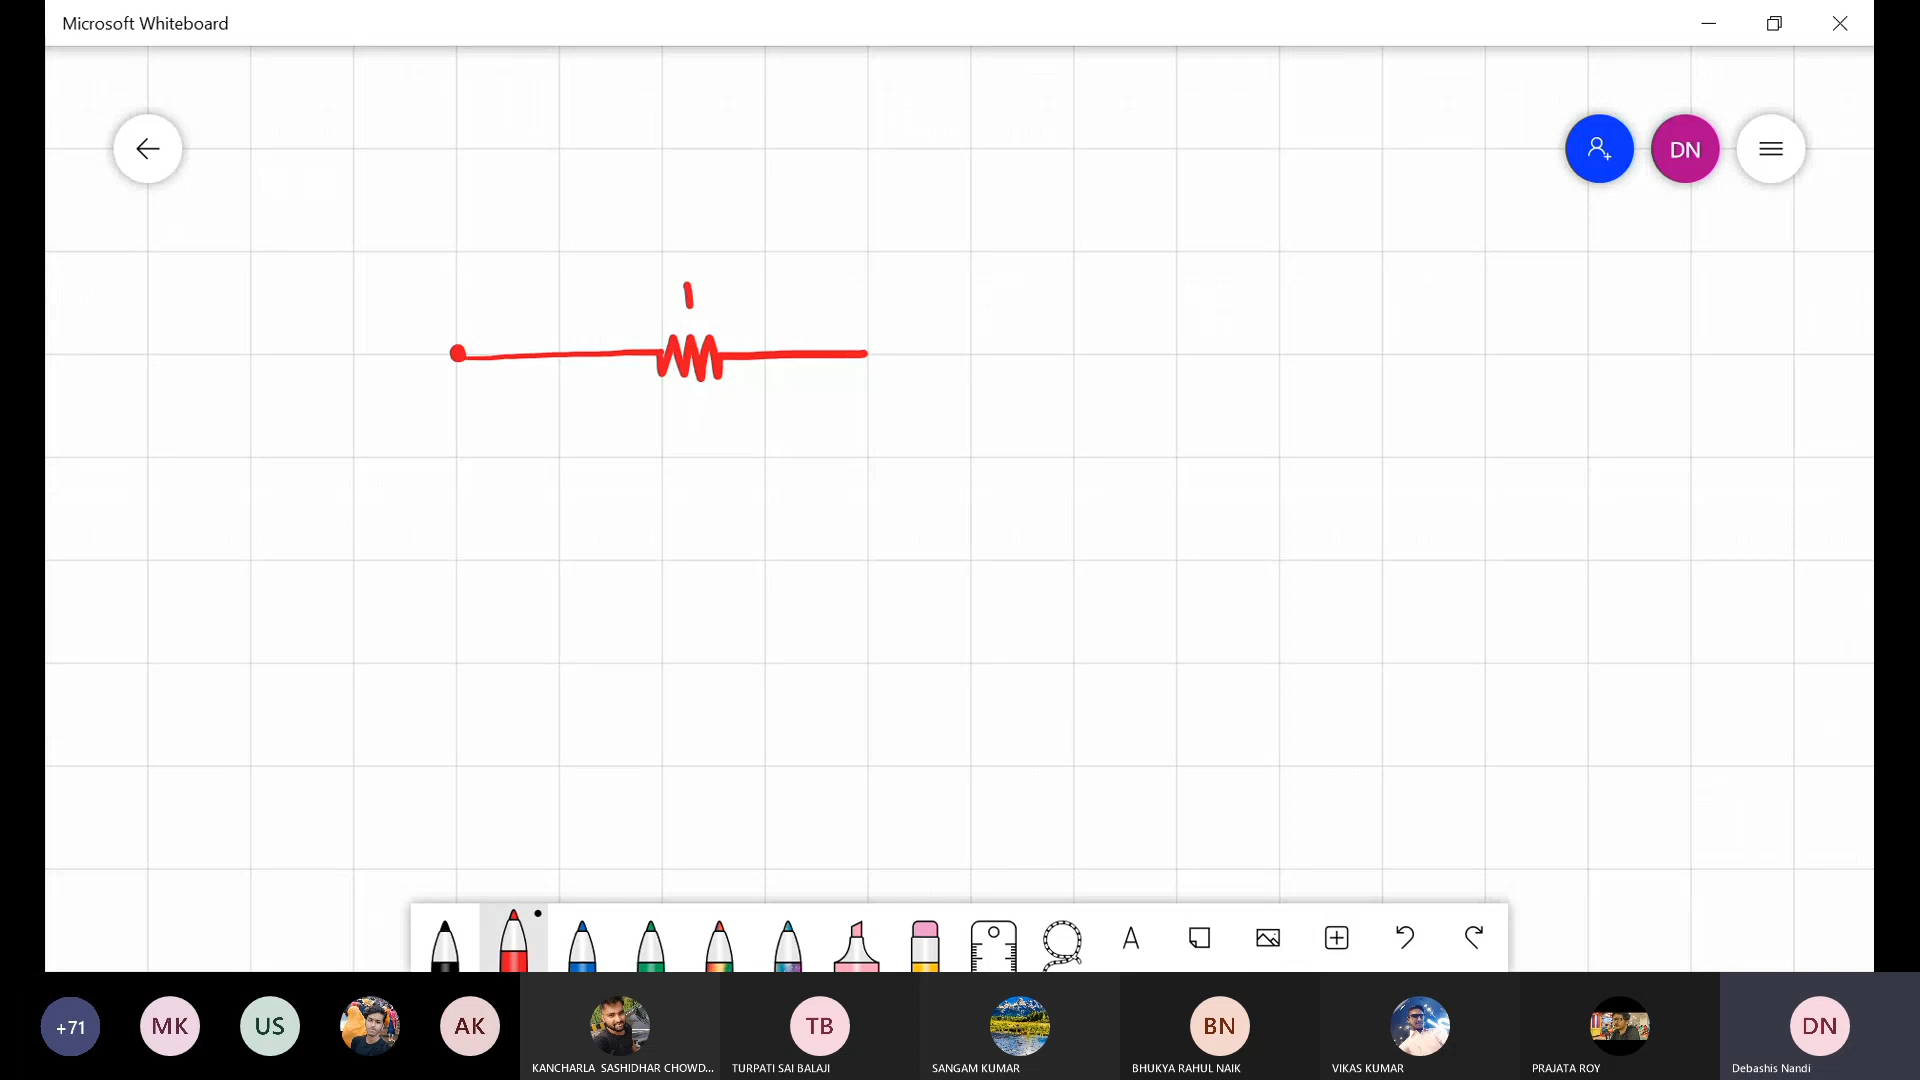 Microsoft Whiteboard
DN
+71
MK
US
AK
TB
BN
DN
KANCHARLA SASHIDHAR CHOWD...
TURPATI SAI BALAJI
SANGAM KUMAR
BHUKYA RAHUL NAIK
VIKAS KUMAR
PRAJATA ROY
Debashis Nandi